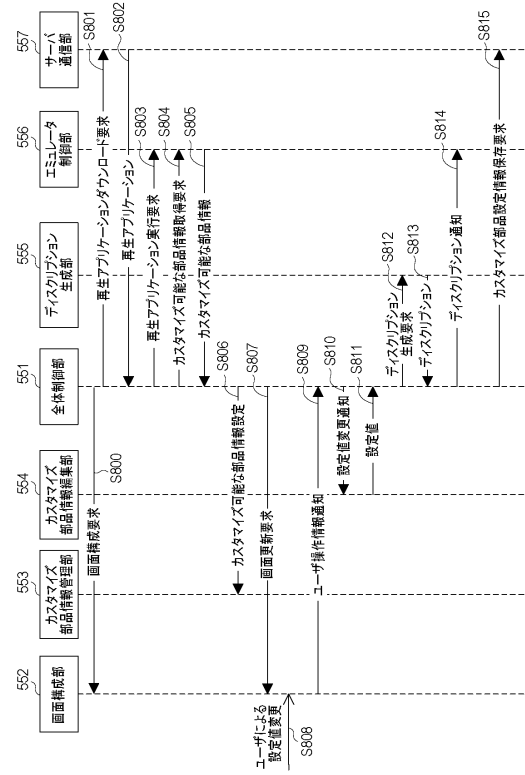 552
画面構成部
553
カスタマイズ
部品情報管理部
554
カスタマイズ
部品情報編集部
551
全体制御部
555
ディスクリプション
生成部
556
エミュレータ
制御部
557
サーバ
通信部
画面構成要求
S800
再生アプリケーションダウンロード要求
S801
再生アプリケーション
S802
再生アプリケーション実行要求
S803
カスタマイズ可能な部品情報取得要求
S804
カスタマイズ可能な部品情報
S805
カスタマイズ可能な部品情報設定
S806
画面更新要求
S807
ユーザによる
設定値変更
S808
ユーザ操作情報通知
S809
設定値変更通知
S810
設定値
S811
ディスクリプション
生成要求
S812
ディスクリプション
S813
ディスクリプション通知
S814
カスタマイズ部品設定情報保存要求
S815